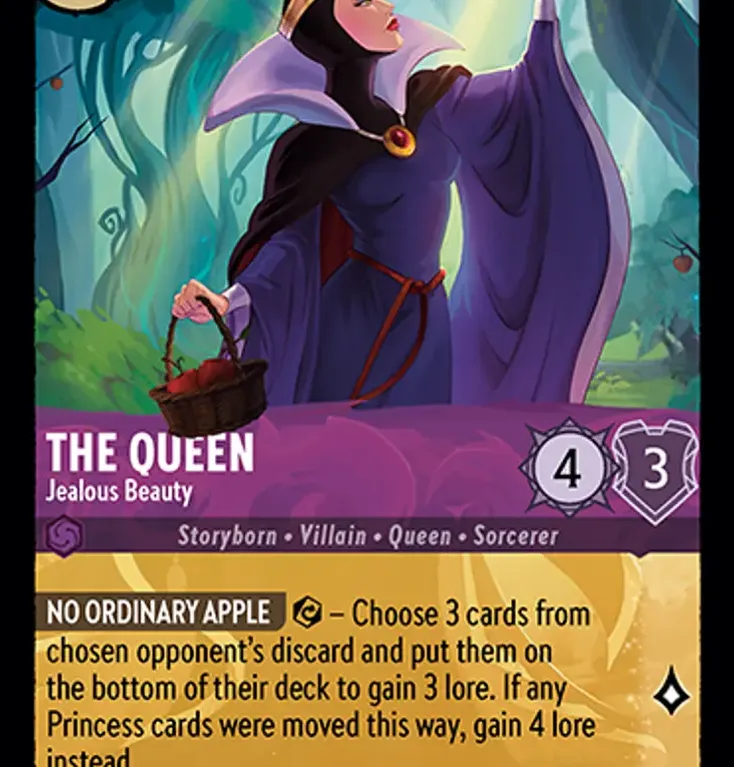 THE QUEEN
4
3
Jealous Beauty
Storyborn • Villain • Queen • Sorcerer
NO ORDINARY APPLE – Choose 3 cards from
chosen opponent's discard and put them on
the bottom of their deck to gain 3 lore. If any
Princess cards were moved this way, gain 4 lore
instead.